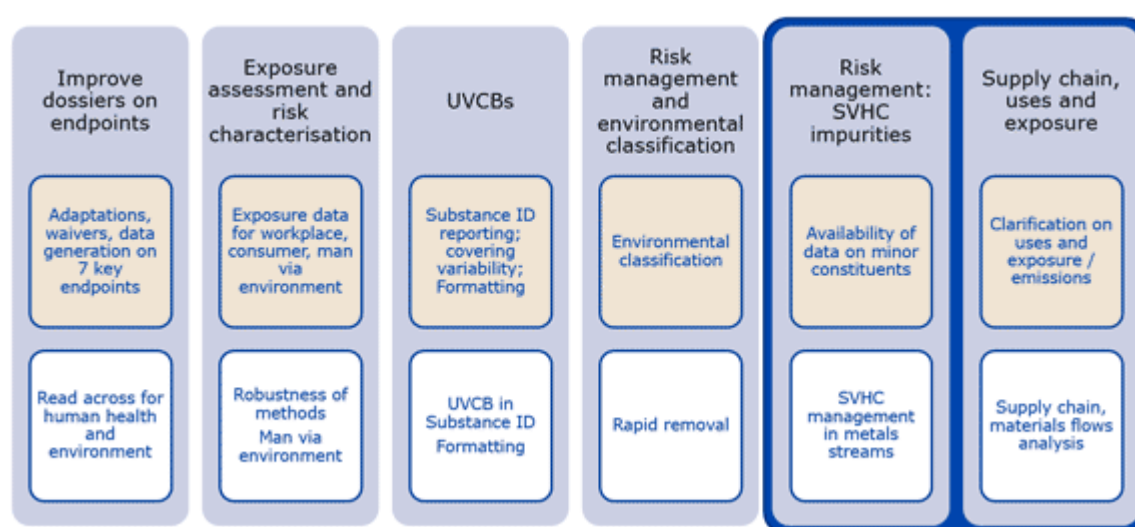 Improve
dossiers on
endpoints
Adaptations,
waivers, data
generation on
7 key
endpoints
Read across for
human health
and
environment
Exposure
assessment and
risk
characterisation
Exposure data
for workplace,
consumer, man
via
environment
Robustness of
methods
Man via
environment
UVCBs
Substance ID
reporting;
covering
variability;
Formatting
UVCB in
Substance ID
Formatting
Risk
management
and
environmental
classification
Environmental
classification
Rapid removal
Risk
management:
SVHC
impurities
Availability of
data on minor
constituents
SVHC
management
in metals
streams
Supply chain,
uses and
exposure
Clarification on
uses and
exposure /
emissions
Supply chain,
materials flows
analysis